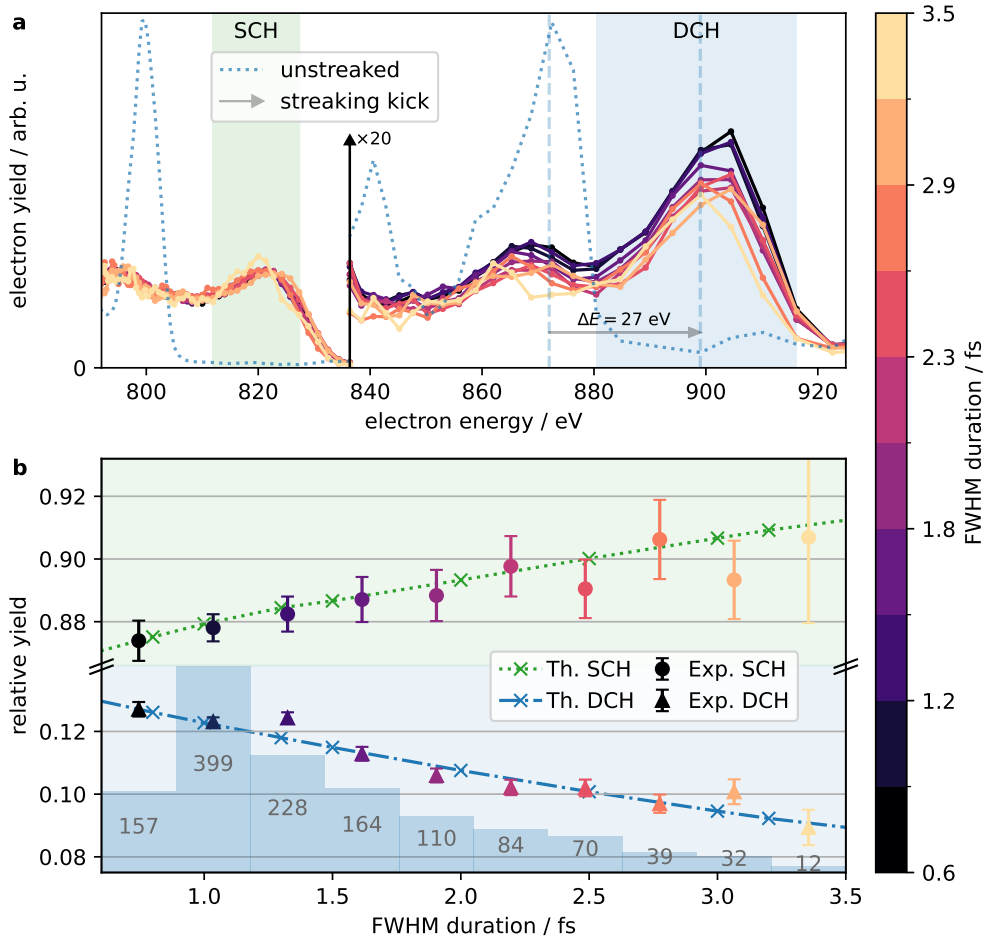 a
SCH
DCH
unstreaked
streaking kick
×20
ΔE = 27 eV
electron yield / arb. u.
0
800 820 840 860 880 900 920
electron energy / eV
3.5
2.9
2.3
1.8
1.2
0.6
FWHM duration / fs
b
relative yield
0.92
0.90
0.88
0.12
0.10
0.08
Th. SCH Exp. SCH
Th. DCH Exp. DCH
157 399 228 164 110 84 70 39 32 12
1.0 1.5 2.0 2.5 3.0 3.5
FWHM duration / fs